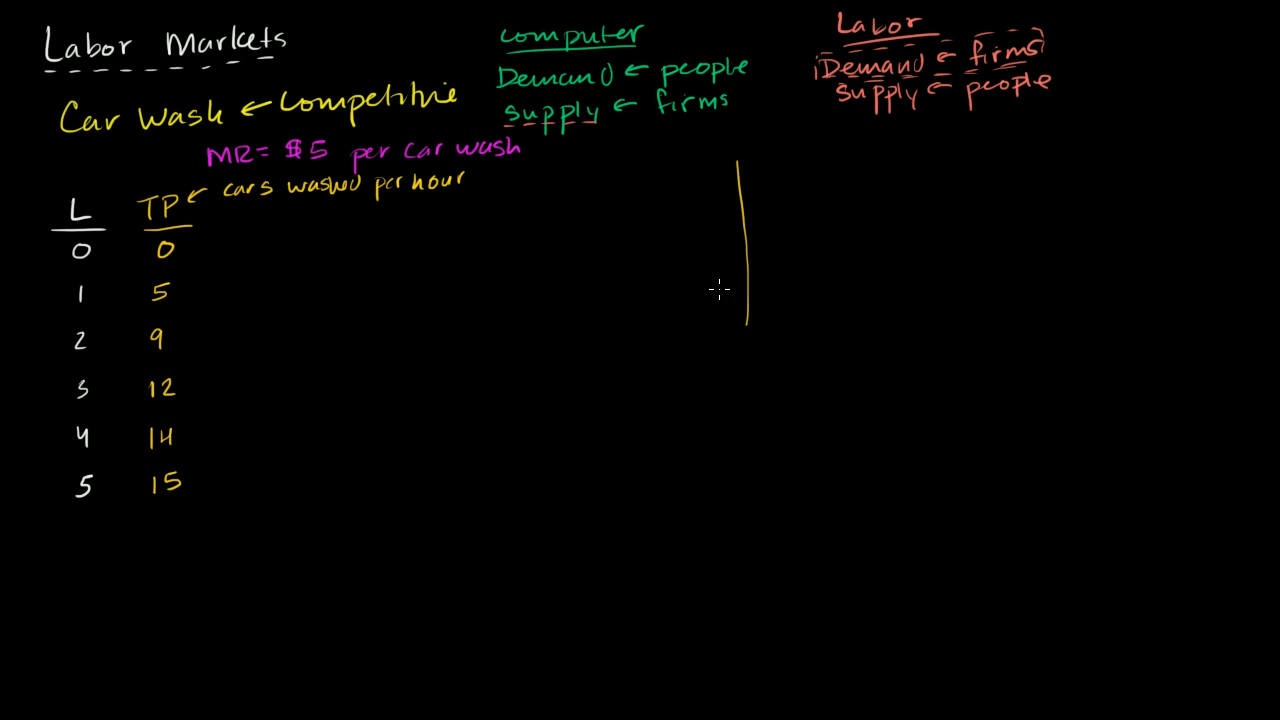 Labor Markets
Car Wash ← Competitive
MR = $5 per car wash
computer
Demand ← people
supply ← firms
Labor
Demand ← firms
supply ← people
L TP ← cars washed per hour
0 0
1 5
2 9
3 12
4 14
5 15